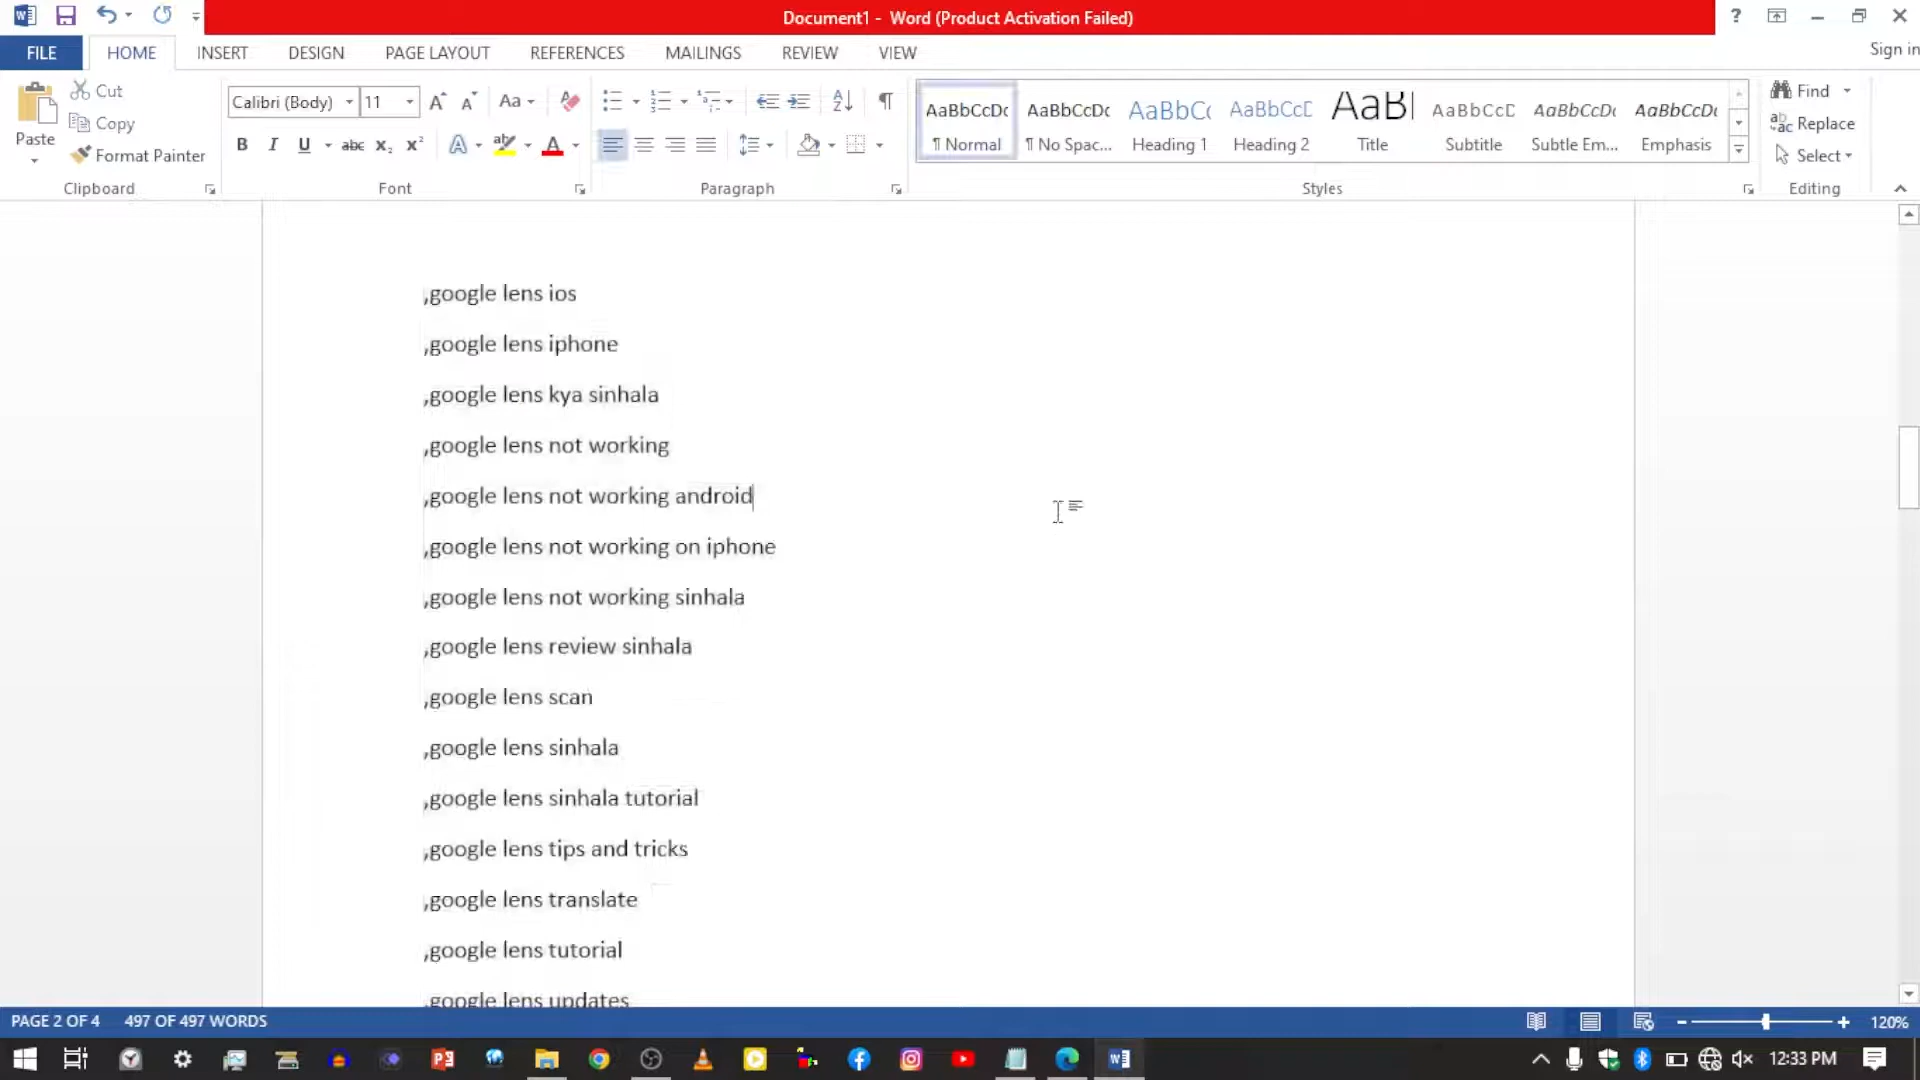 Document1 - Word (Product Activation Failed)
?
FILE
HOME
INSERT
DESIGN
PAGE LAYOUT
REFERENCES
MAILINGS
REVIEW
VIEW
Sign in
Paste
Cut
Copy
Format Painter
Clipboard
Calibri (Body)
11
Font
Paragraph
AaBbCcDc
¶ Normal
AaBbCcDc
¶ No Spac...
AaBbC(
Heading 1
AaBbCcE
Heading 2
AaB
Title
AaBbCcD
Subtitle
AaBbCcDc
Subtle Em...
AaBbCcDc
Emphasis
Styles
Find
Replace
Select
Editing
,google lens ios
,google lens iphone
,google lens kya sinhala
,google lens not working
,google lens not working android
,google lens not working on iphone
,google lens not working sinhala
,google lens review sinhala
,google lens scan
,google lens sinhala
,google lens sinhala tutorial
,google lens tips and tricks
,google lens translate
,google lens tutorial
,google lens updates
PAGE 2 OF 4
497 OF 497 WORDS
120%
12:33 PM